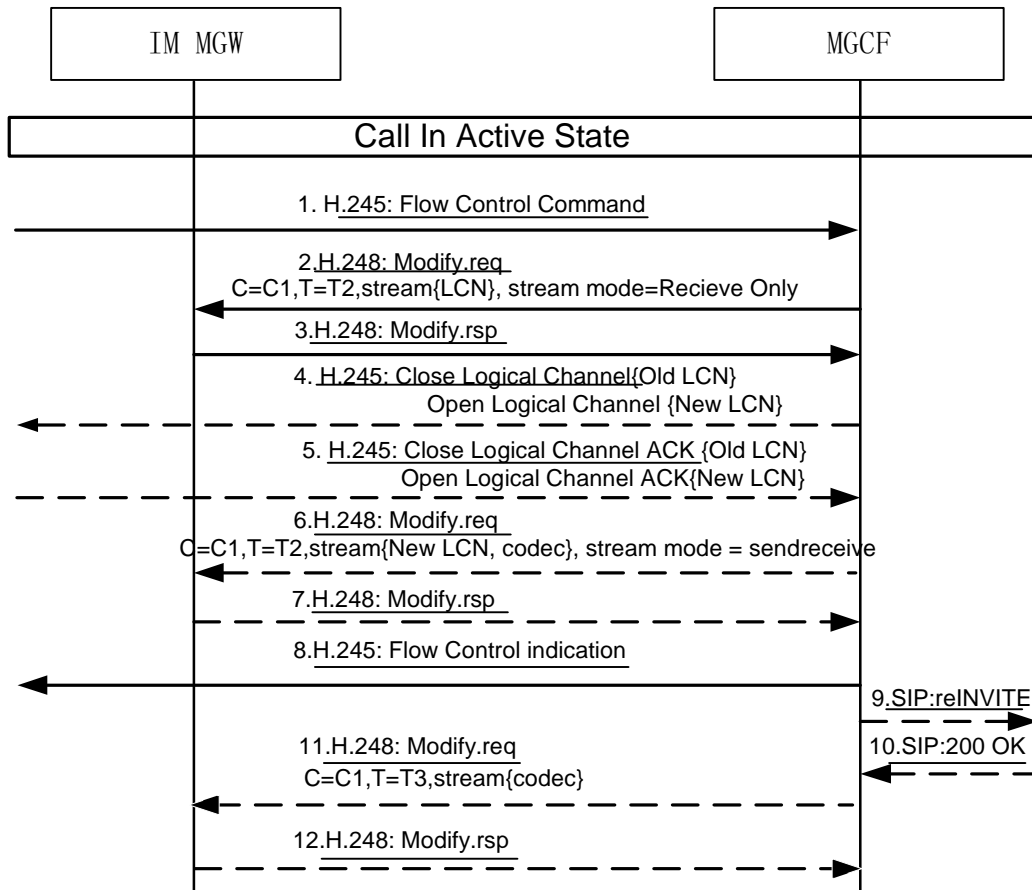 IM MGW
MGCF
Call In Active State
1. H.245: Flow Control Command
2.H.248: Modify.req
C=C1,T=T2,stream{LCN}, stream mode=Recieve Only
3.H.248: Modify.rsp
4. H.245: Close Logical Channel{Old LCN}
Open Logical Channel {New LCN}
5. H.245: Close Logical Channel ACK {Old LCN}
Open Logical Channel ACK{New LCN}
6.H.248: Modify.req
C=C1,T=T2,stream{New LCN, codec}, stream mode = sendreceive
7.H.248: Modify.rsp
8.H.245: Flow Control indication
9.SIP:reINVITE
10.SIP:200 OK
11.H.248: Modify.req
C=C1,T=T3,stream{codec}
12.H.248: Modify.rsp